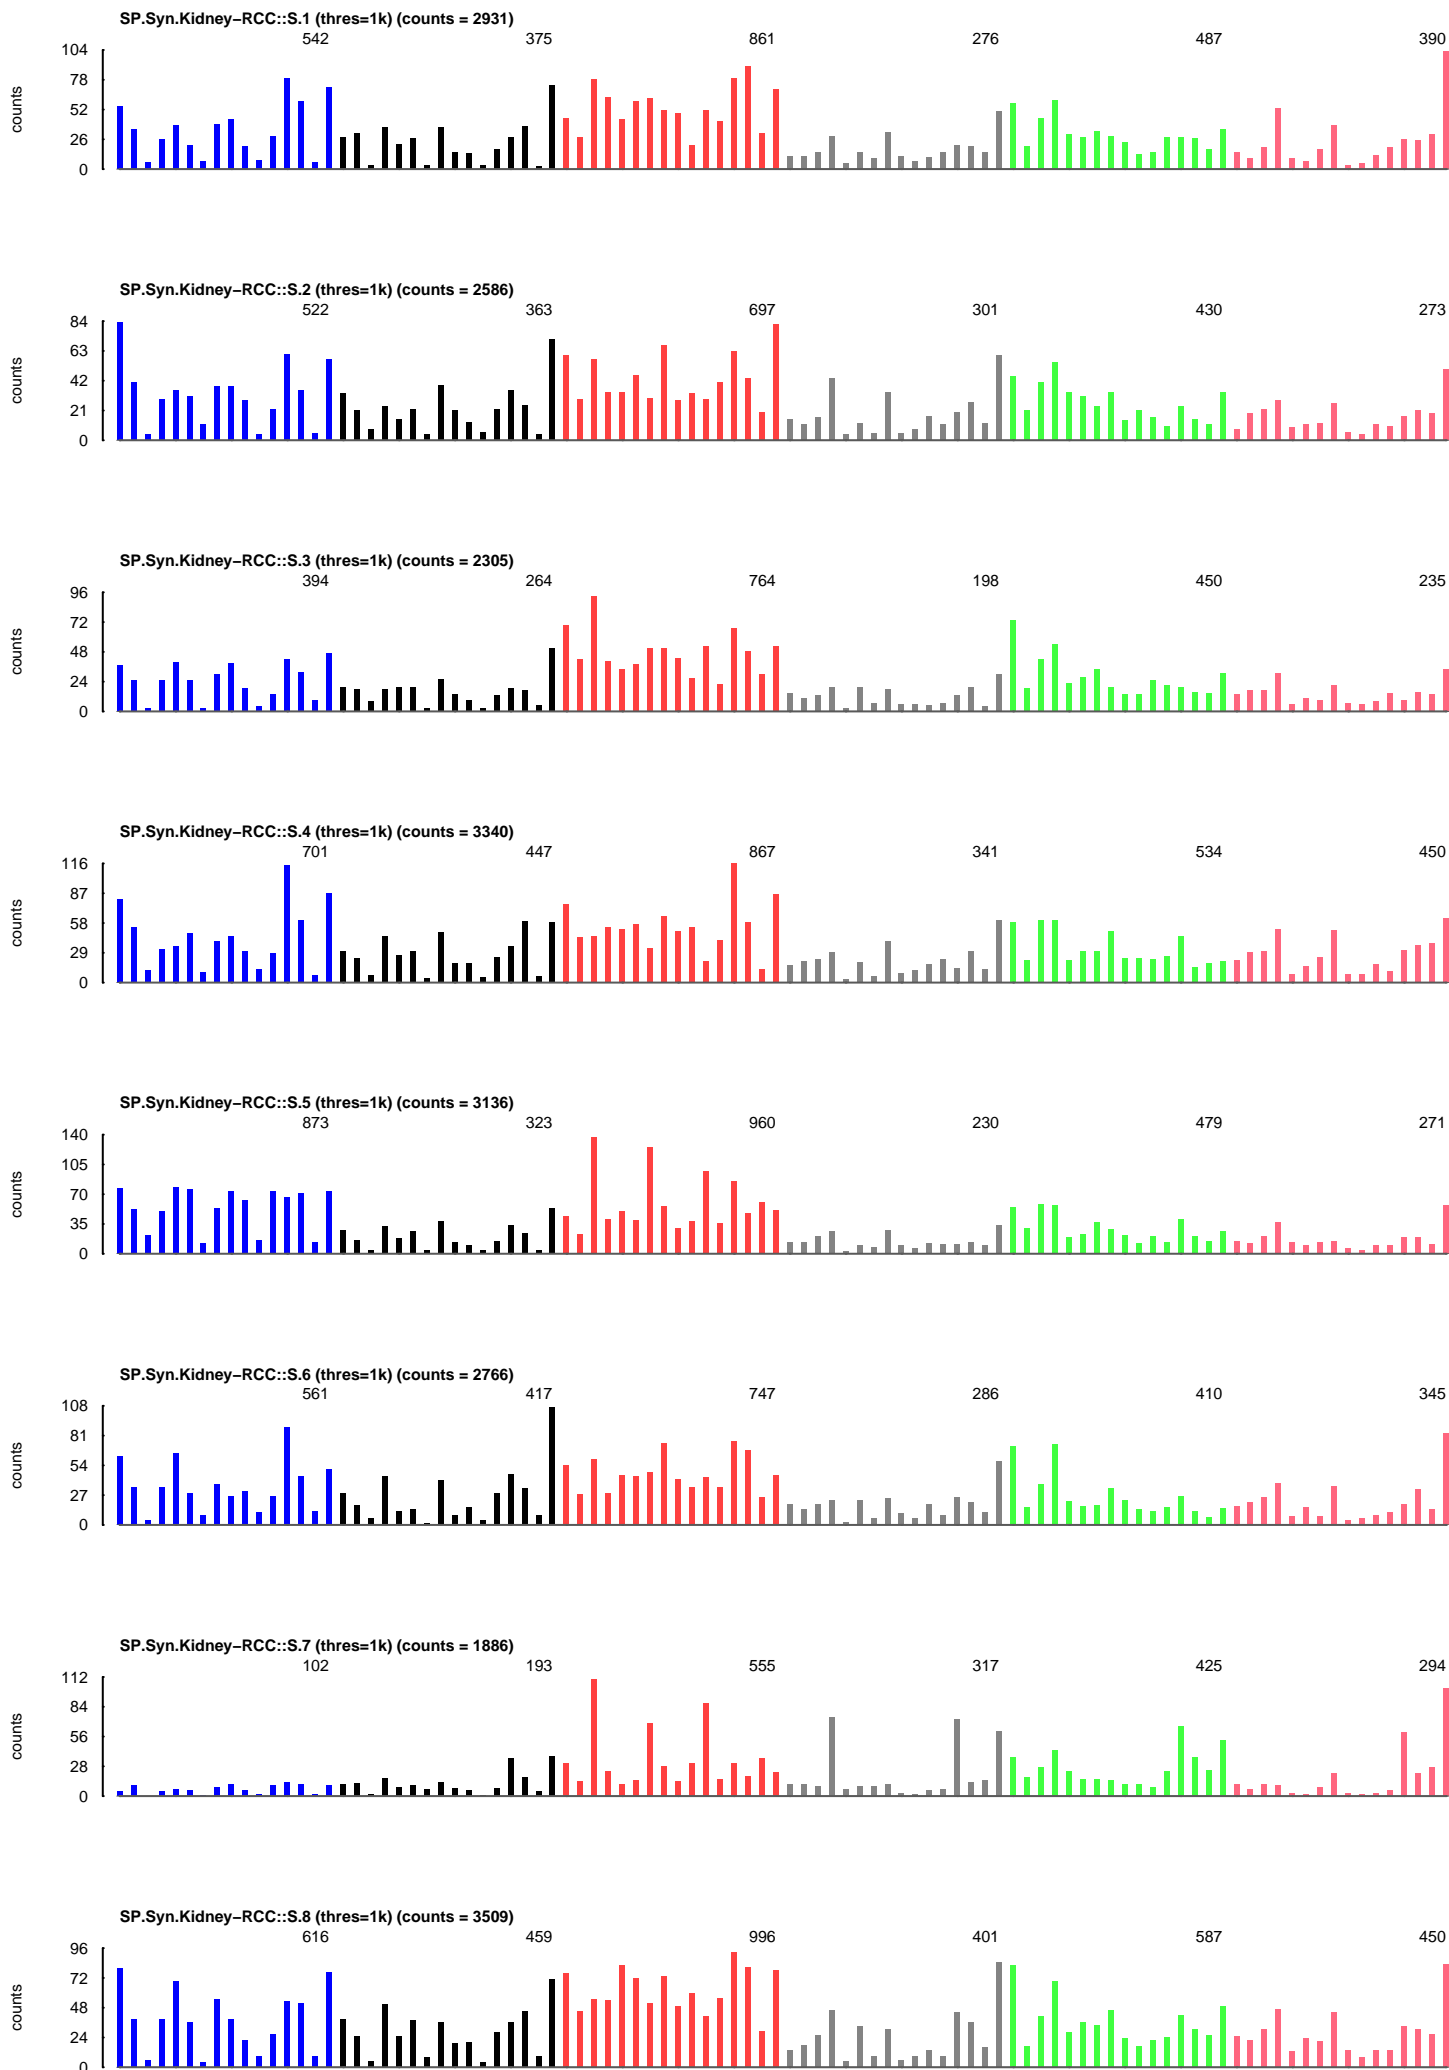 SP.Syn.Kidney−RCC::S.1 (thres=1k) (counts = 2931)
542 375 861 276 487 390
104
78
52
26
0
counts
SP.Syn.Kidney−RCC::S.2 (thres=1k) (counts = 2586)
522 363 697 301 430 273
84
63
42
21
0
counts
SP.Syn.Kidney−RCC::S.3 (thres=1k) (counts = 2305)
394 264 764 198 450 235
96
72
48
24
0
counts
SP.Syn.Kidney−RCC::S.4 (thres=1k) (counts = 3340)
701 447 867 341 534 450
116
87
58
29
0
counts
SP.Syn.Kidney−RCC::S.5 (thres=1k) (counts = 3136)
873 323 960 230 479 271
140
105
70
35
0
counts
SP.Syn.Kidney−RCC::S.6 (thres=1k) (counts = 2766)
561 417 747 286 410 345
108
81
54
27
0
counts
SP.Syn.Kidney−RCC::S.7 (thres=1k) (counts = 1886)
102 193 555 317 425 294
112
84
56
28
0
counts
SP.Syn.Kidney−RCC::S.8 (thres=1k) (counts = 3509)
616 459 996 401 587 450
96
72
48
24
0
counts